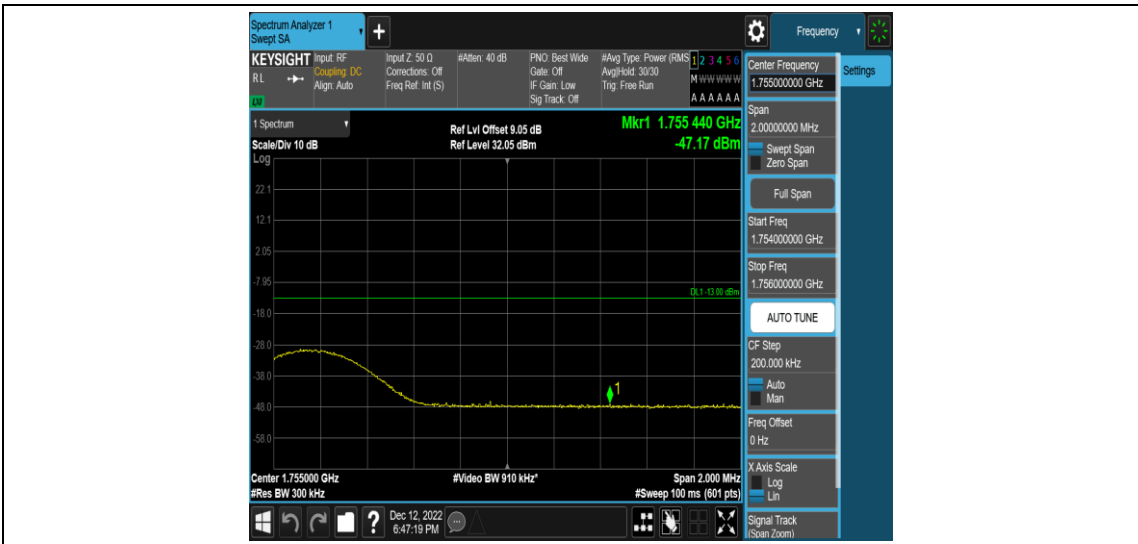 Spectrum Analyzer 1
Swept SA
+
Frequency
KEYSIGHT
RL
LXI
Input: RF
Coupling: DC
Align: Auto
Input Z: 50 Ω
Corrections: Off
Freq Ref: Int (S)
#Atten: 40 dB
PNO: Best Wide
Gate: Off
IF Gain: Low
Sig Track: Off
#Avg Type: Power (RMS
Avg|Hold: 30/30
Trig: Free Run
1 2 3 4 5 6
M W W W W W
A A A A A A
1 Spectrum
Scale/Div 10 dB
Log
Ref Lvl Offset 9.05 dB
Ref Level 32.05 dBm
Mkr1 1.755 440 GHz
-47.17 dBm
22.1
12.1
2.05
-7.95
DL1 -13.00 dBm
-18.0
-28.0
-38.0
1
-48.0
-58.0
Center 1.755000 GHz
#Res BW 300 kHz
#Video BW 910 kHz*
Span 2.000 MHz
#Sweep 100 ms (601 pts)
?
Dec 12, 2022
6:47:19 PM
Center Frequency
1.755000000 GHz
Settings
Span
2.00000000 MHz
Swept Span
Zero Span
Full Span
Start Freq
1.754000000 GHz
Stop Freq
1.756000000 GHz
AUTO TUNE
CF Step
200.000 kHz
Auto
Man
Freq Offset
0 Hz
X Axis Scale
Log
Lin
Signal Track
(Span Zoom)